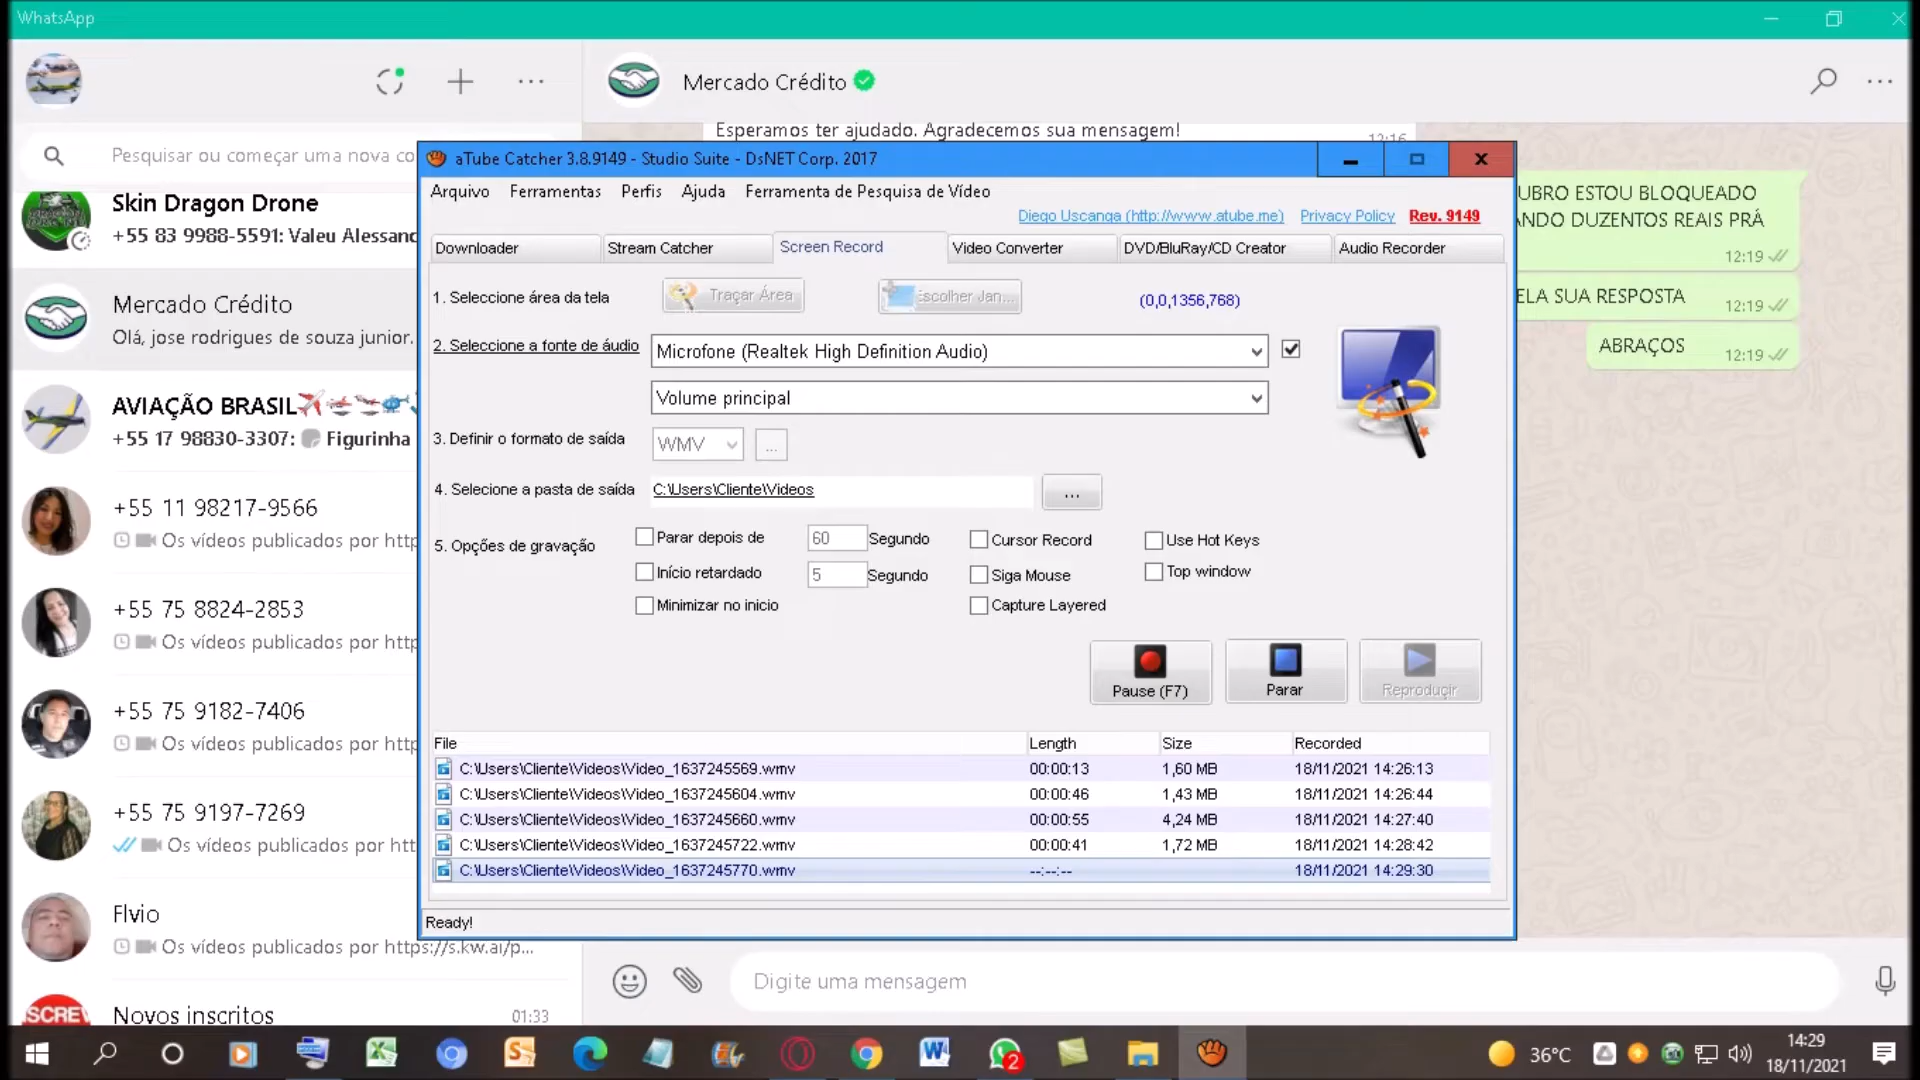 WhatsApp
Mercado Crédito
Esperamos ter ajudado. Agradecemos sua mensagem!
12:16
Pesquisar ou começar uma nova co
Skin Dragon Drone
+55 83 9988-5591: Valeu Alessanc
Mercado Crédito
Olá, jose rodrigues de souza junior.
AVIAÇÃO BRASIL
+55 17 98830-3307: Figurinha
+55 11 98217-9566
Os vídeos publicados por http
+55 75 8824-2853
Os vídeos publicados por http
+55 75 9182-7406
Os vídeos publicados por http
+55 75 9197-7269
Os vídeos publicados por htt
Flvio
Os vídeos publicados por https://s.kw.ai/p...
SCREV
Novos inscritos
01:33
aTube Catcher 3.8.9149 - Studio Suite - DsNET Corp. 2017
Arquivo Ferramentas Perfis Ajuda Ferramenta de Pesquisa de Vídeo
Diego Uscanga (http://www.atube.me) Privacy Policy Rev. 9149
Downloader Stream Catcher Screen Record Video Converter DVD/BluRay/CD Creator Audio Recorder
1. Seleccione área da tela Traçar Área Escolher Jan... (0,0,1356,768)
2. Seleccione a fonte de áudio Microfone (Realtek High Definition Audio)
Volume principal
3. Definir o formato de saída WMV ...
4. Selecione a pasta de saída C:\Users\Cliente\Videos ...
5. Opções de gravação
Parar depois de 60 Segundo Cursor Record Use Hot Keys
Início retardado 5 Segundo Siga Mouse Top window
Minimizar no inicio Capture Layered
Pause (F7) Parar Reproduçir
File Length Size Recorded
C:\Users\Cliente\Videos\Video_1637245569.wmv 00:00:13 1,60 MB 18/11/2021 14:26:13
C:\Users\Cliente\Videos\Video_1637245604.wmv 00:00:46 1,43 MB 18/11/2021 14:26:44
C:\Users\Cliente\Videos\Video_1637245660.wmv 00:00:55 4,24 MB 18/11/2021 14:27:40
C:\Users\Cliente\Videos\Video_1637245722.wmv 00:00:41 1,72 MB 18/11/2021 14:28:42
C:\Users\Cliente\Videos\Video_1637245770.wmv --:--:-- 18/11/2021 14:29:30
Ready!
UBRO ESTOU BLOQUEADO
ANDO DUZENTOS REAIS PRÁ
12:19
ELA SUA RESPOSTA
12:19
ABRAÇOS
12:19
Digite uma mensagem
2
36°C
14:29
18/11/2021